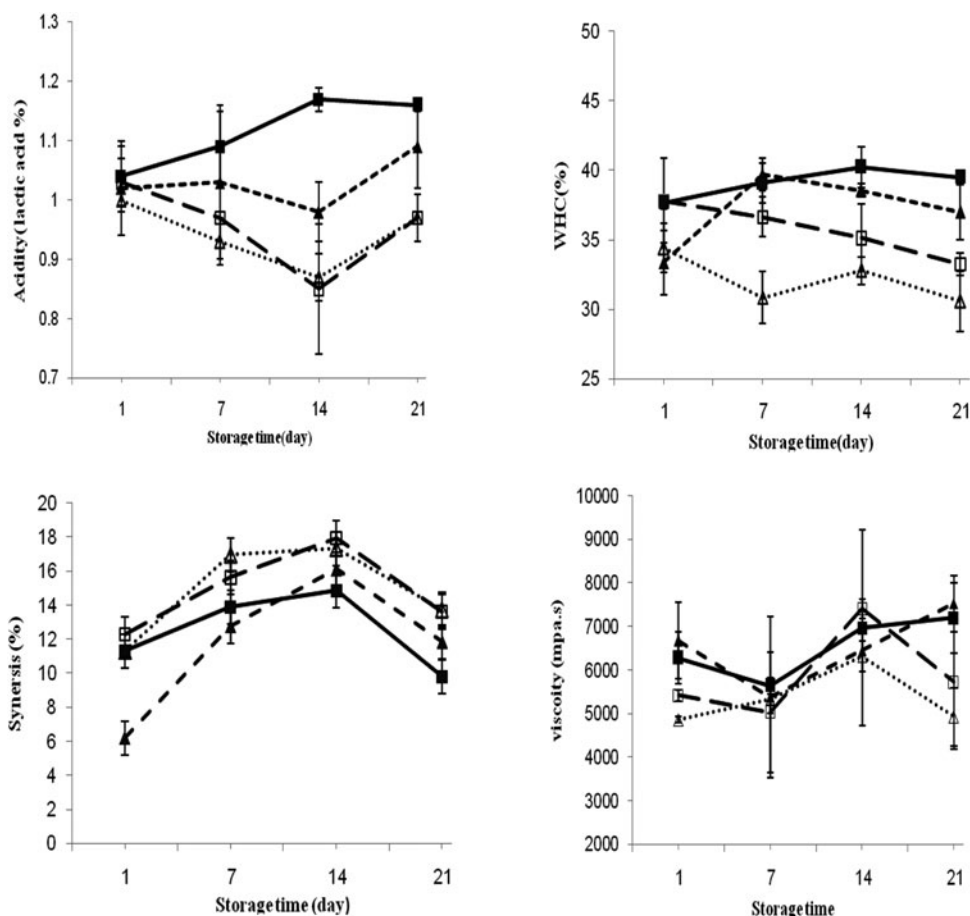 1.3
1.2
1.1
1
0.9
0.8
0.7
Acidity (lactic acid %)
1 7 14 21
Storage time(day)
50
45
40
35
30
25
WHC(%)
1 7 14 21
Storage time(day)
20
18
16
14
12
10
8
6
4
2
0
Synersis (%)
1 7 14 21
Storage time (day)
10000
9000
8000
7000
6000
5000
4000
3000
2000
viscoity (mpa.s)
1 7 14 21
Storage time